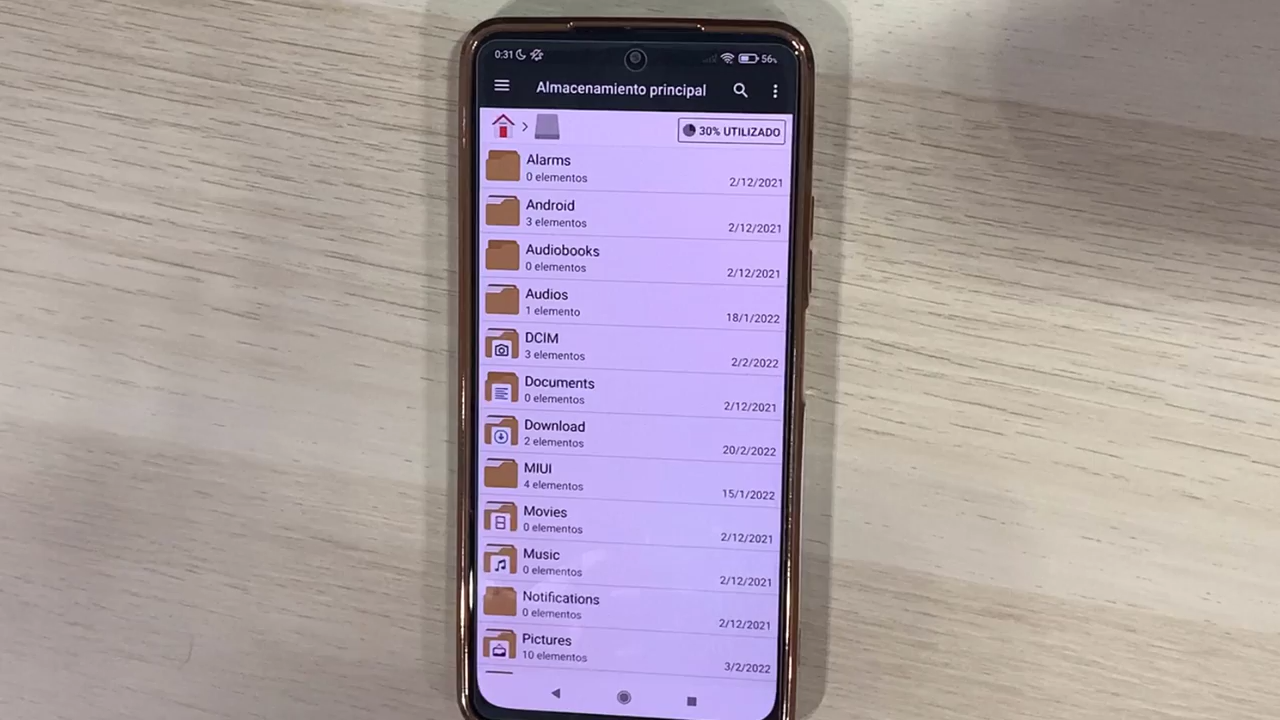 0:31 56%
Almacenamiento principal
30% UTILIZADO
Alarms
0 elementos 2/12/2021
Android
3 elementos 2/12/2021
Audiobooks
0 elementos 2/12/2021
Audios
1 elemento 18/1/2022
DCIM
3 elementos 2/2/2022
Documents
0 elementos 2/12/2021
Download
2 elementos 20/2/2022
MIUI
4 elementos 15/1/2022
Movies
0 elementos 2/12/2021
Music
0 elementos 2/12/2021
Notifications
0 elementos 2/12/2021
Pictures
10 elementos 3/2/2022